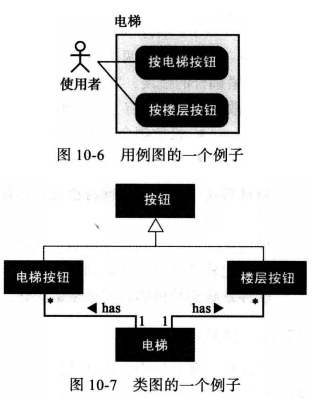 电梯
按电梯按钮
使用者
按楼层按钮
图 10-6 用例图的一个例子
按钮
电梯按钮
楼层按钮
* *
has has
1 1
电梯
图 10-7 类图的一个例子